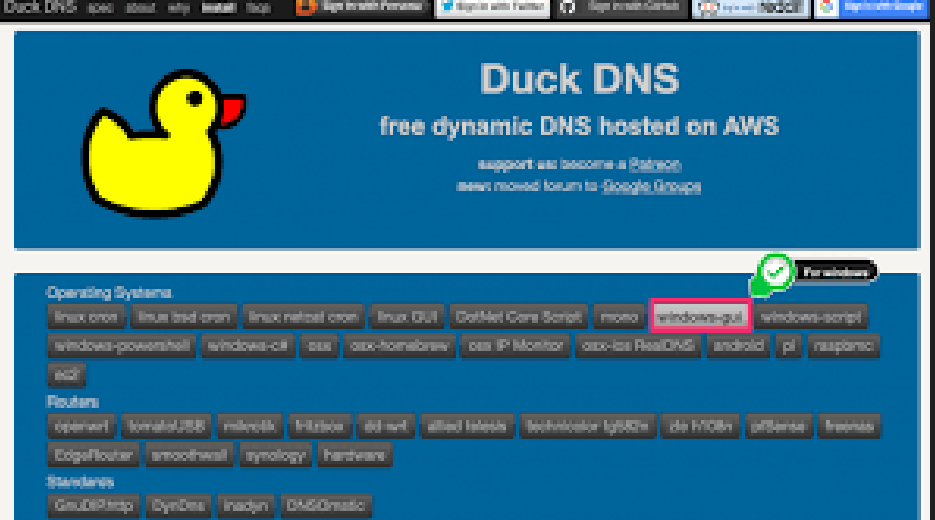 Duck DNS spec about why install faqs Sign in with Persona Sign in with Twitter Sign in with GitHub Sign in with reddit Sign in with Google
Duck DNS
free dynamic DNS hosted on AWS
support us: become a Patreon
new: moved forum to Google Groups
For windows
Operating Systems
linux cron linux bsd cron linux netcat cron linux GUI DotNet Core Script mono windows-gui windows-script
windows-powershell windows-c# osx osx-homebrew osx IP Monitor osx-ios RealDNS android pi raspbmc
ec2
Routers
openwrt tomatoUSB mikrotik fritzbox dd-wrt allied telesis technicolor tg582n zte h108n pfSense freenas
EdgeRouter smoothwall synology hardware
Standards
GnuDIPhttp DynDns inadyn DNSOmatic